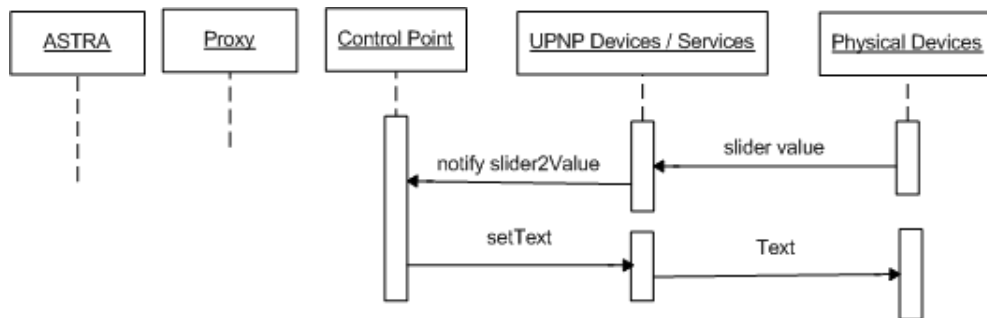 ASTRA
Proxy
Control Point
UPNP Devices / Services
Physical Devices
slider value
notify slider2Value
setText
Text